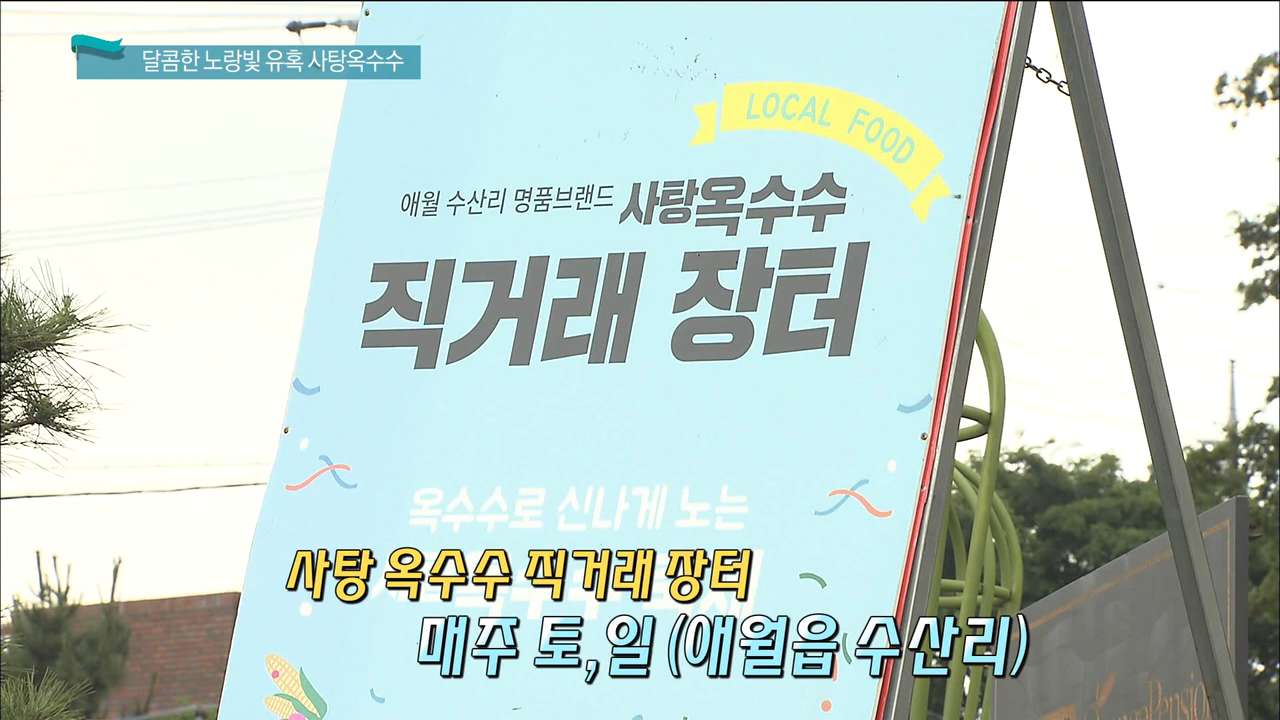 달콤한 노랑빛 유혹 사탕옥수수
LOCAL FOOD
애월 수산리 명품브랜드 사탕옥수수
직거래 장터
옥수수로 신나게 노는
사탕 옥수수 직거래 장터
매주 토,일 (애월읍 수산리)